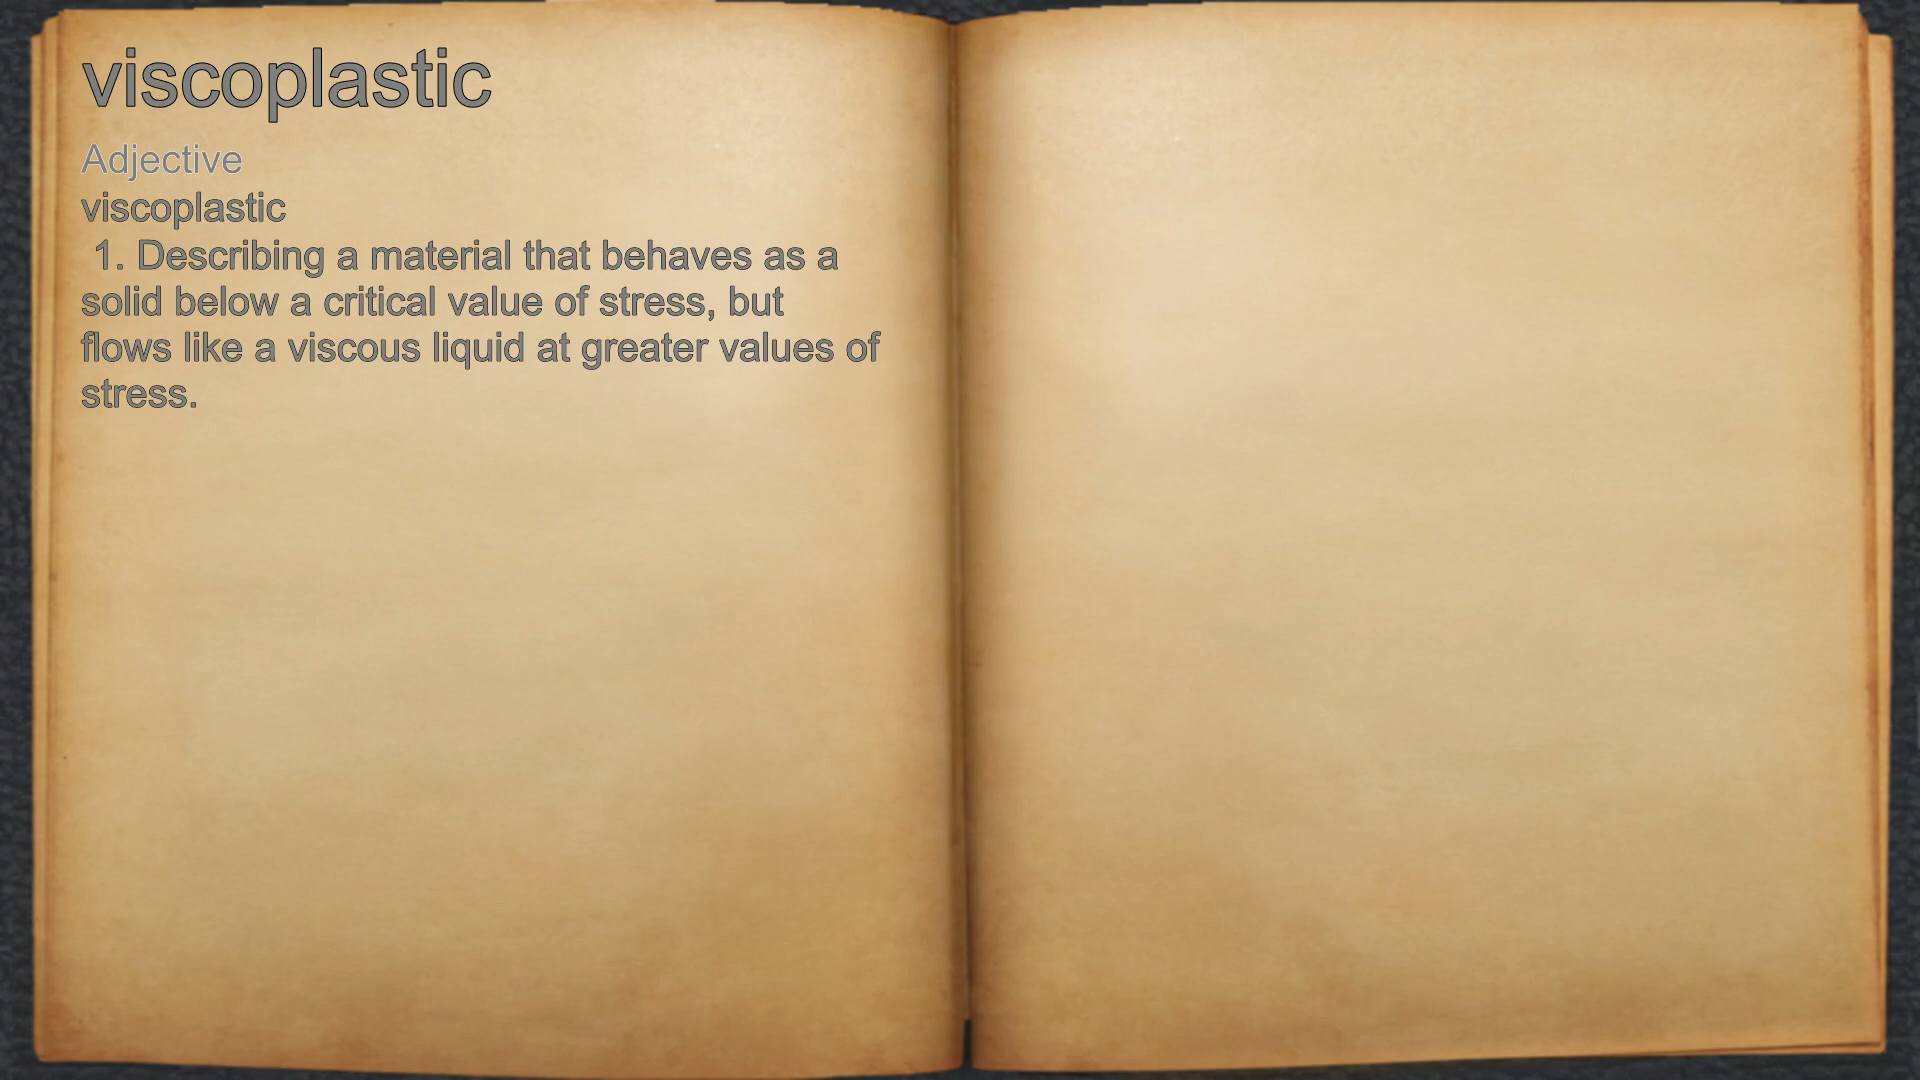 viscoplastic
Adjective
viscoplastic
1. Describing a material that behaves as a
solid below a critical value of stress, but
flows like a viscous liquid at greater values of
stress.